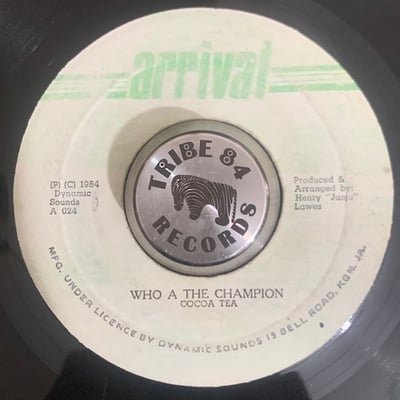 arrival
(P) (C) 1984
Dynamic
Sounds
A 024
TRIBE 84
RECORDS
Produced &
Arranged by:
Henry "Junjo"
Lawes
WHO A THE CHAMPION
COCOA TEA
MFG. UNDER LICENCE BY DYNAMIC SOUNDS 15 BELL ROAD, KGN. JA.